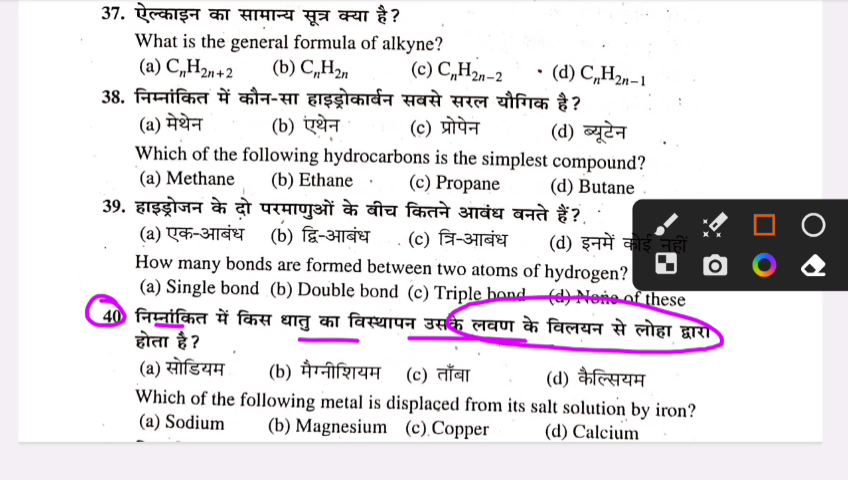 37. ऐल्काइन का सामान्य सूत्र क्या है?
What is the general formula of alkyne?
(a) CₙH₂ₙ₊₂ (b) CₙH₂ₙ (c) CₙH₂ₙ₋₂ (d) CₙH₂ₙ₋₁
38. निम्नांकित में कौन-सा हाइड्रोकार्बन सबसे सरल यौगिक है?
(a) मेथेन (b) एथेन (c) प्रोपेन (d) ब्यूटेन
Which of the following hydrocarbons is the simplest compound?
(a) Methane (b) Ethane (c) Propane (d) Butane
39. हाइड्रोजन के दो परमाणुओं के बीच कितने आबंध बनते हैं?
(a) एक-आबंध (b) द्वि-आबंध (c) त्रि-आबंध (d) इनमें कोई नहीं
How many bonds are formed between two atoms of hydrogen?
(a) Single bond (b) Double bond (c) Triple bond (d) None of these
40. निम्नांकित में किस धातु का विस्थापन उसके लवण के विलयन से लोहा द्वारा
होता है?
(a) सोडियम (b) मैग्नीशियम (c) ताँबा (d) कैल्सियम
Which of the following metal is displaced from its salt solution by iron?
(a) Sodium (b) Magnesium (c) Copper (d) Calcium